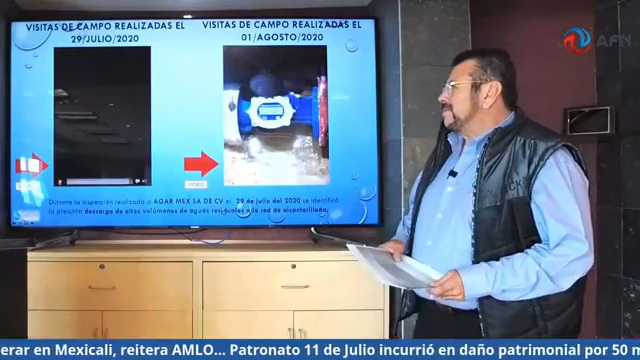 VISITAS DE CAMPO REALIZADAS EL
29/JULIO/2020
VISITAS DE CAMPO REALIZADAS EL
01/AGOSTO/2020
AFN
VIDEO
Durante la inspección realizada a AGAR MEX SA DE CV el 29 de julio del 2020 se identificó
la presunta descarga de altos volúmenes de aguas residuales a la red de alcantarillado.
erar en Mexicali, reitera AMLO... Patronato 11 de Julio incurrió en daño patrimonial por 50 m